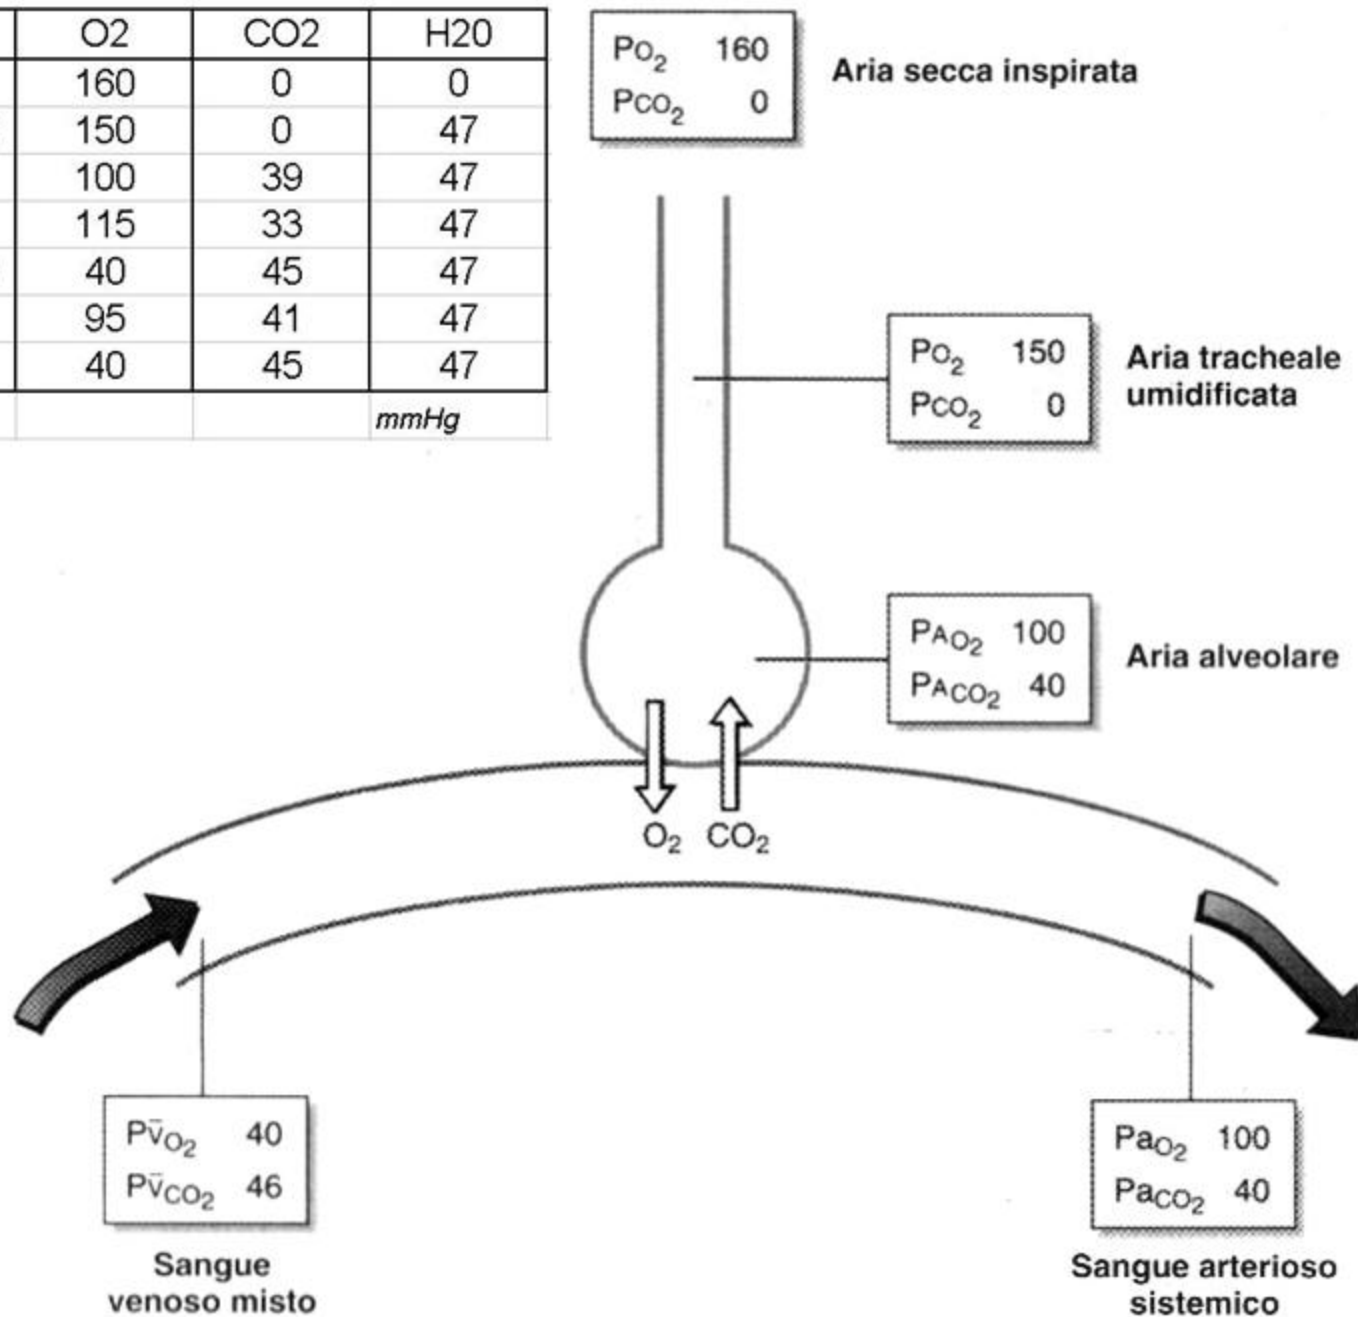 O2 CO2 H20
160 0 0
150 0 47
100 39 47
115 33 47
40 45 47
95 41 47
40 45 47
mmHg
PO2 160
PCO2 0
Aria secca inspirata
PO2 150
PCO2 0
Aria tracheale
umidificata
PAO2 100
PACO2 40
Aria alveolare
O2 CO2
Pv̄O2 40
Pv̄CO2 46
Sangue
venoso misto
PaO2 100
PaCO2 40
Sangue arterioso
sistemico